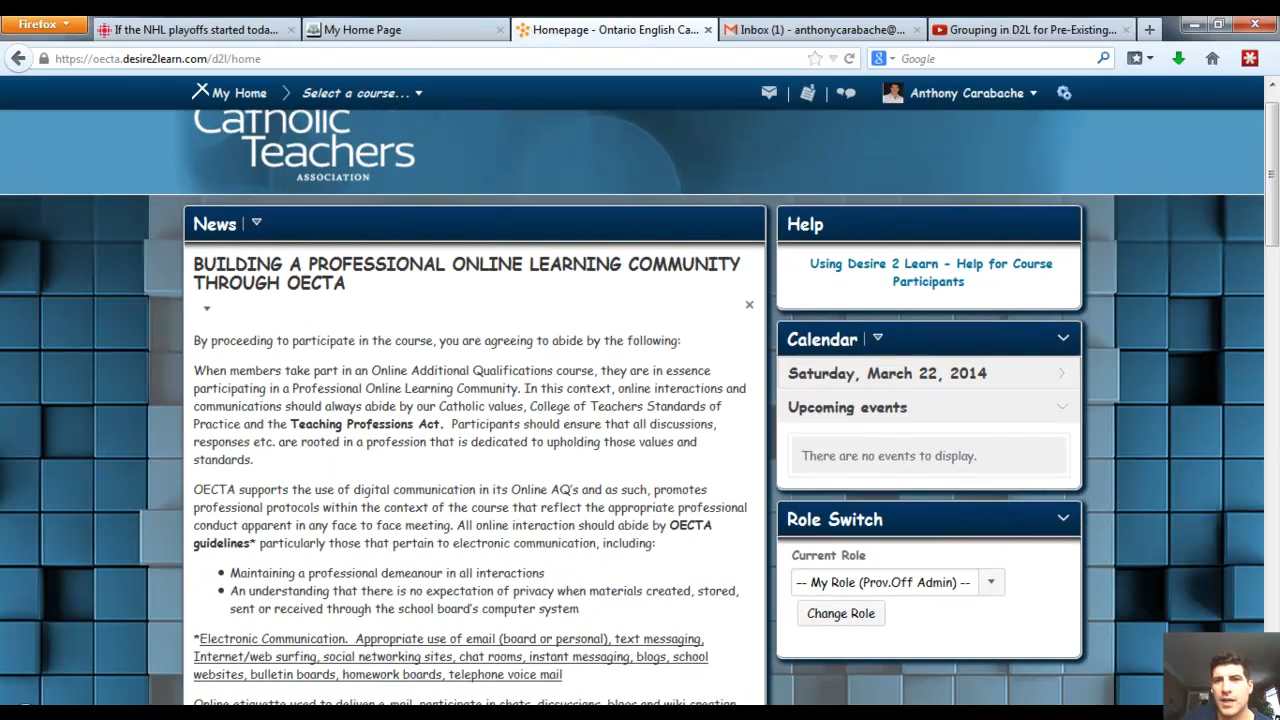 Firefox
If the NHL playoffs started toda...
My Home Page
Homepage - Ontario English Ca...
Inbox (1) - anthonycarabache@...
Grouping in D2L for Pre-Existing...
https://oecta.desire2learn.com/d2l/home
Google
My Home
Select a course...
Anthony Carabache
Catholic
Teachers
ASSOCIATION
News
BUILDING A PROFESSIONAL ONLINE LEARNING COMMUNITY
THROUGH OECTA
By proceeding to participate in the course, you are agreeing to abide by the following:
When members take part in an Online Additional Qualifications course, they are in essence
participating in a Professional Online Learning Community. In this context, online interactions and
communications should always abide by our Catholic values, College of Teachers Standards of
Practice and the Teaching Professions Act. Participants should ensure that all discussions,
responses etc. are rooted in a profession that is dedicated to upholding those values and
standards.
OECTA supports the use of digital communication in its Online AQ's and as such, promotes
professional protocols within the context of the course that reflect the appropriate professional
conduct apparent in any face to face meeting. All online interaction should abide by OECTA
guidelines* particularly those that pertain to electronic communication, including:
Maintaining a professional demeanour in all interactions
An understanding that there is no expectation of privacy when materials created, stored,
sent or received through the school board's computer system
*Electronic Communication. Appropriate use of email (board or personal), text messaging,
Internet/web surfing, social networking sites, chat rooms, instant messaging, blogs, school
websites, bulletin boards, homework boards, telephone voice mail
Online etiquette used to deliver e-mail, participate in chats, discussions, blogs and wiki creation
Help
Using Desire 2 Learn - Help for Course
Participants
Calendar
Saturday, March 22, 2014
Upcoming events
There are no events to display.
Role Switch
Current Role
-- My Role (Prov.Off Admin) --
Change Role